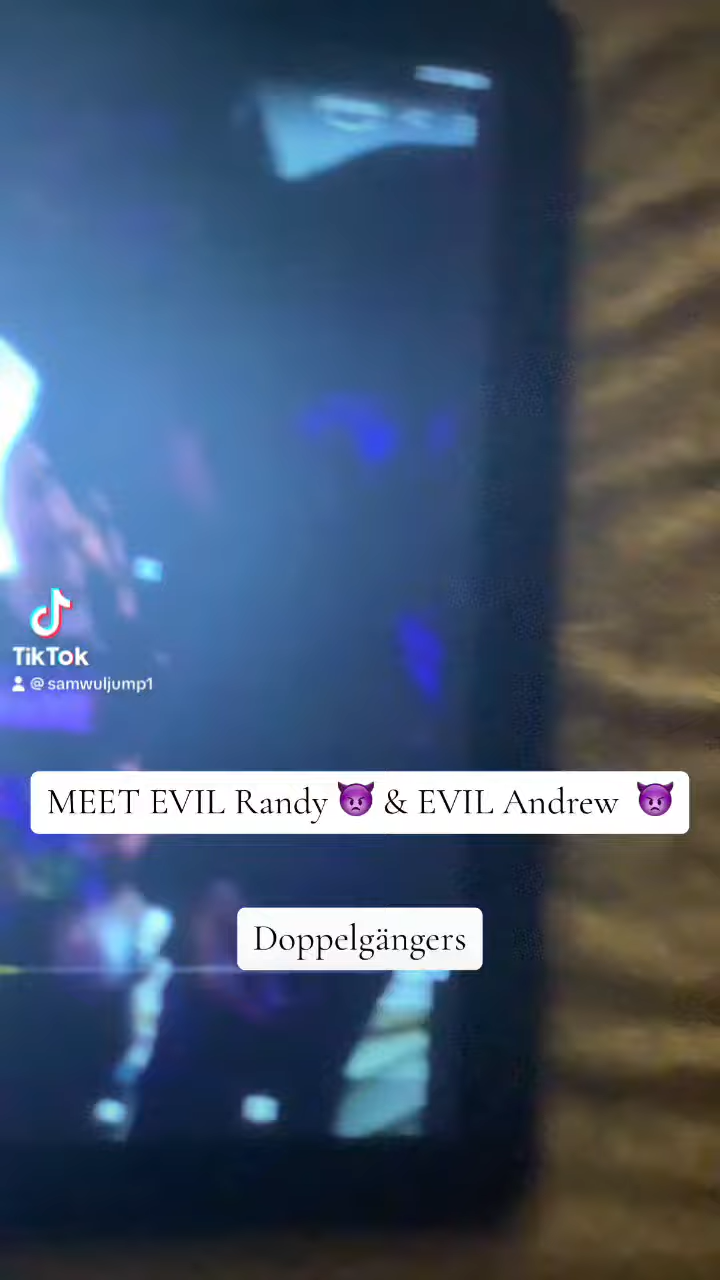 TikTok
@samwuljump1
MEET EVIL Randy 👿 & EVIL Andrew 👿
Doppelgängers